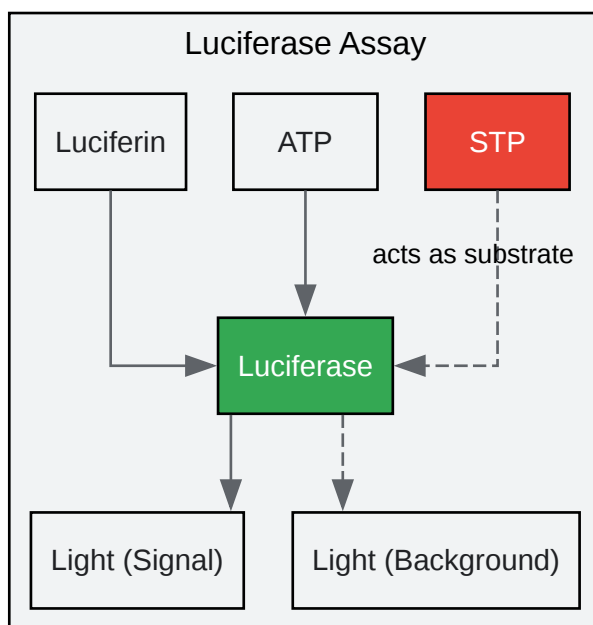 Luciferase Assay
Luciferin
ATP
STP
acts as substrate
Luciferase
Light (Signal)
Light (Background)